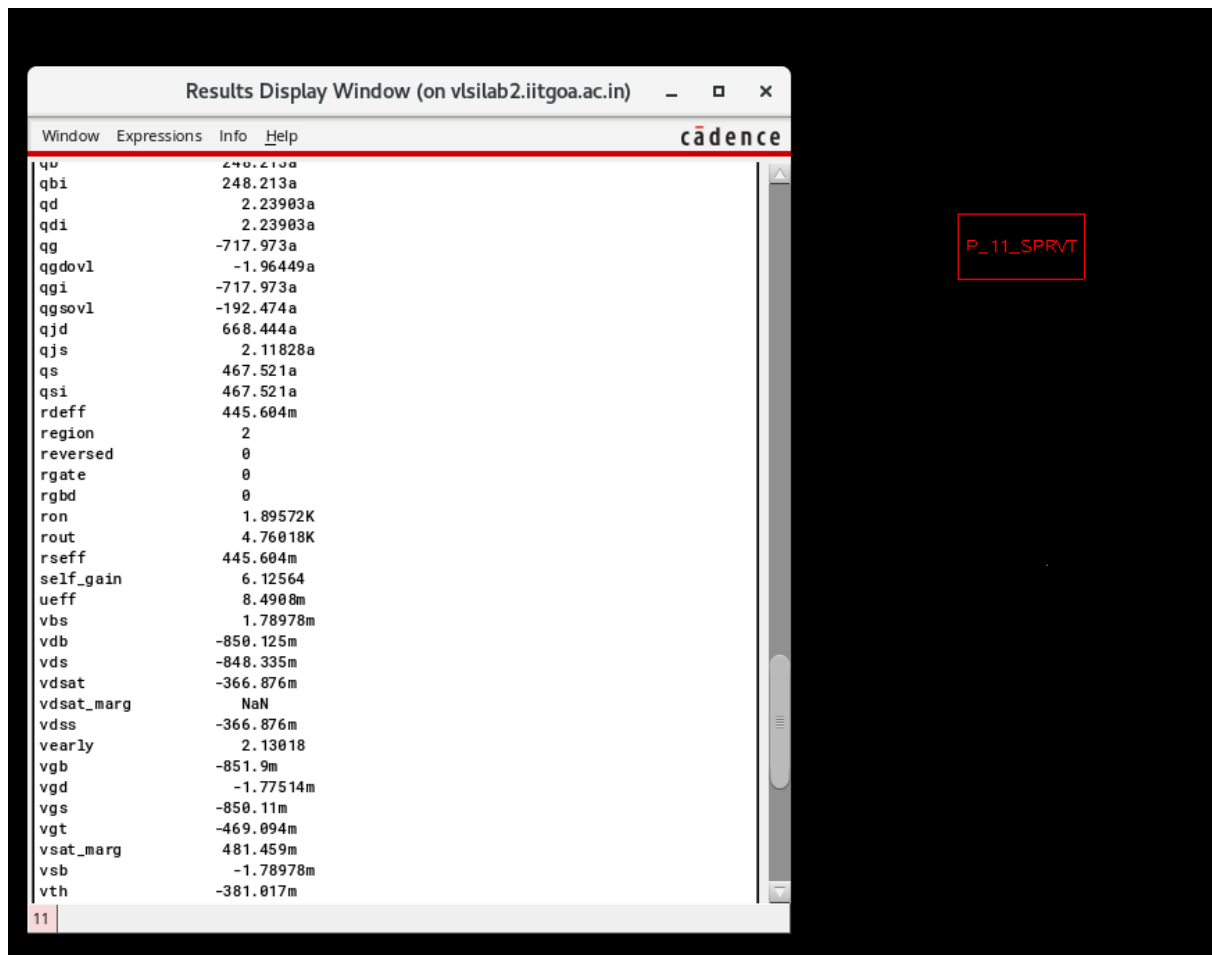 Results Display Window (on vlsilab2.iitgoa.ac.in)
Window Expressions Info Help cādence
qb 248.213a
qbi 248.213a
qd 2.23903a
qdi 2.23903a
qg -717.973a
qgdovl -1.96449a
qgi -717.973a
qgsovl -192.474a
qjd 668.444a
qjs 2.11828a
qs 467.521a
qsi 467.521a
rdeff 445.604m
region 2
reversed 0
rgate 0
rgbd 0
ron 1.89572K
rout 4.76018K
rseff 445.604m
self_gain 6.12564
ueff 8.4908m
vbs 1.78978m
vdb -850.125m
vds -848.335m
vdsat -366.876m
vdsat_marg NaN
vdss -366.876m
vearly 2.13018
vgb -851.9m
vgd -1.77514m
vgs -850.11m
vgt -469.094m
vsat_marg 481.459m
vsb -1.78978m
vth -381.017m
11
P_11_SPRVT